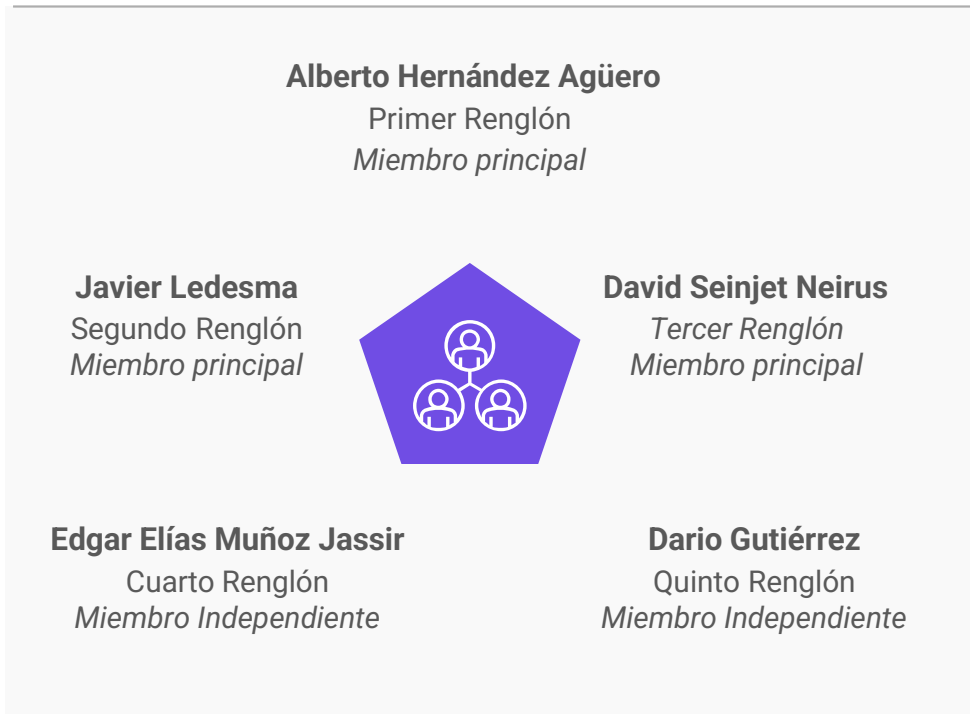 Alberto Hernández Agüero
Primer Renglón
Miembro principal
Javier Ledesma
Segundo Renglón
Miembro principal
David Seinjet Neirus
Tercer Renglón
Miembro principal
Edgar Elías Muñoz Jassir
Cuarto Renglón
Miembro Independiente
Dario Gutiérrez
Quinto Renglón
Miembro Independiente